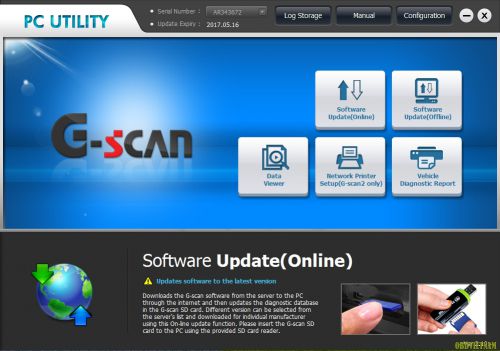 PC UTILITY
Serial Number : AR343672
Update Expiry : 2017.05.16
Log Storage
Manual
Configuration
G-scan
Software
Update(Online)
Software
Update(Offline)
Data
Viewer
Network Printer
Setup(G-scan2 only)
Vehicle
Diagnostic Report
Software Update(Online)
Updates software to the latest version
Downloads the G-scan software from the server to the PC
through the internet and then updates the diagnostic database
in the G-scan SD card. Different version can be selected from
the server's list and downloaded for individual manufacturer
using this On-line update function. Please insert the G-scan SD
card to the PC using the provided SD card reader.